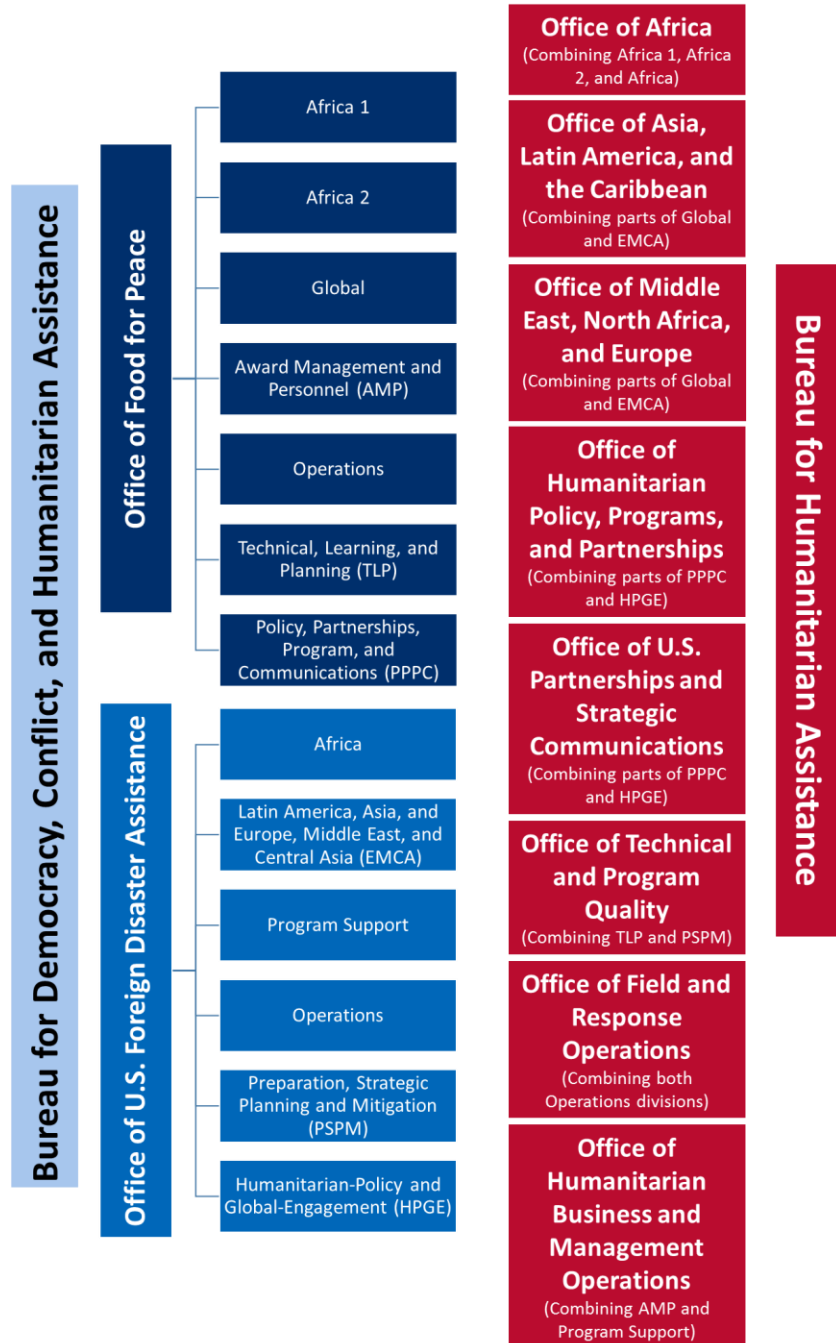 Bureau for Democracy, Conflict, and Humanitarian Assistance
Office of Food for Peace
Africa 1
Africa 2
Global
Award Management and
Personnel (AMP)
Operations
Technical, Learning, and
Planning (TLP)
Policy, Partnerships,
Program, and
Communications (PPPC)
Office of U.S. Foreign Disaster Assistance
Africa
Latin America, Asia, and
Europe, Middle East, and
Central Asia (EMCA)
Program Support
Operations
Preparation, Strategic
Planning and Mitigation
(PSPM)
Humanitarian-Policy and
Global-Engagement (HPGE)
Office of Africa
(Combining Africa 1, Africa
2, and Africa)
Office of Asia,
Latin America, and
the Caribbean
(Combining parts of Global
and EMCA)
Office of Middle
East, North Africa,
and Europe
(Combining parts of Global
and EMCA)
Office of
Humanitarian
Policy, Programs,
and Partnerships
(Combining parts of PPPC
and HPGE)
Office of U.S.
Partnerships and
Strategic
Communications
(Combining parts of PPPC
and HPGE)
Office of Technical
and Program
Quality
(Combining TLP and PSPM)
Office of Field and
Response
Operations
(Combining both
Operations divisions)
Office of
Humanitarian
Business and
Management
Operations
(Combining AMP and
Program Support)
Bureau for Humanitarian Assistance